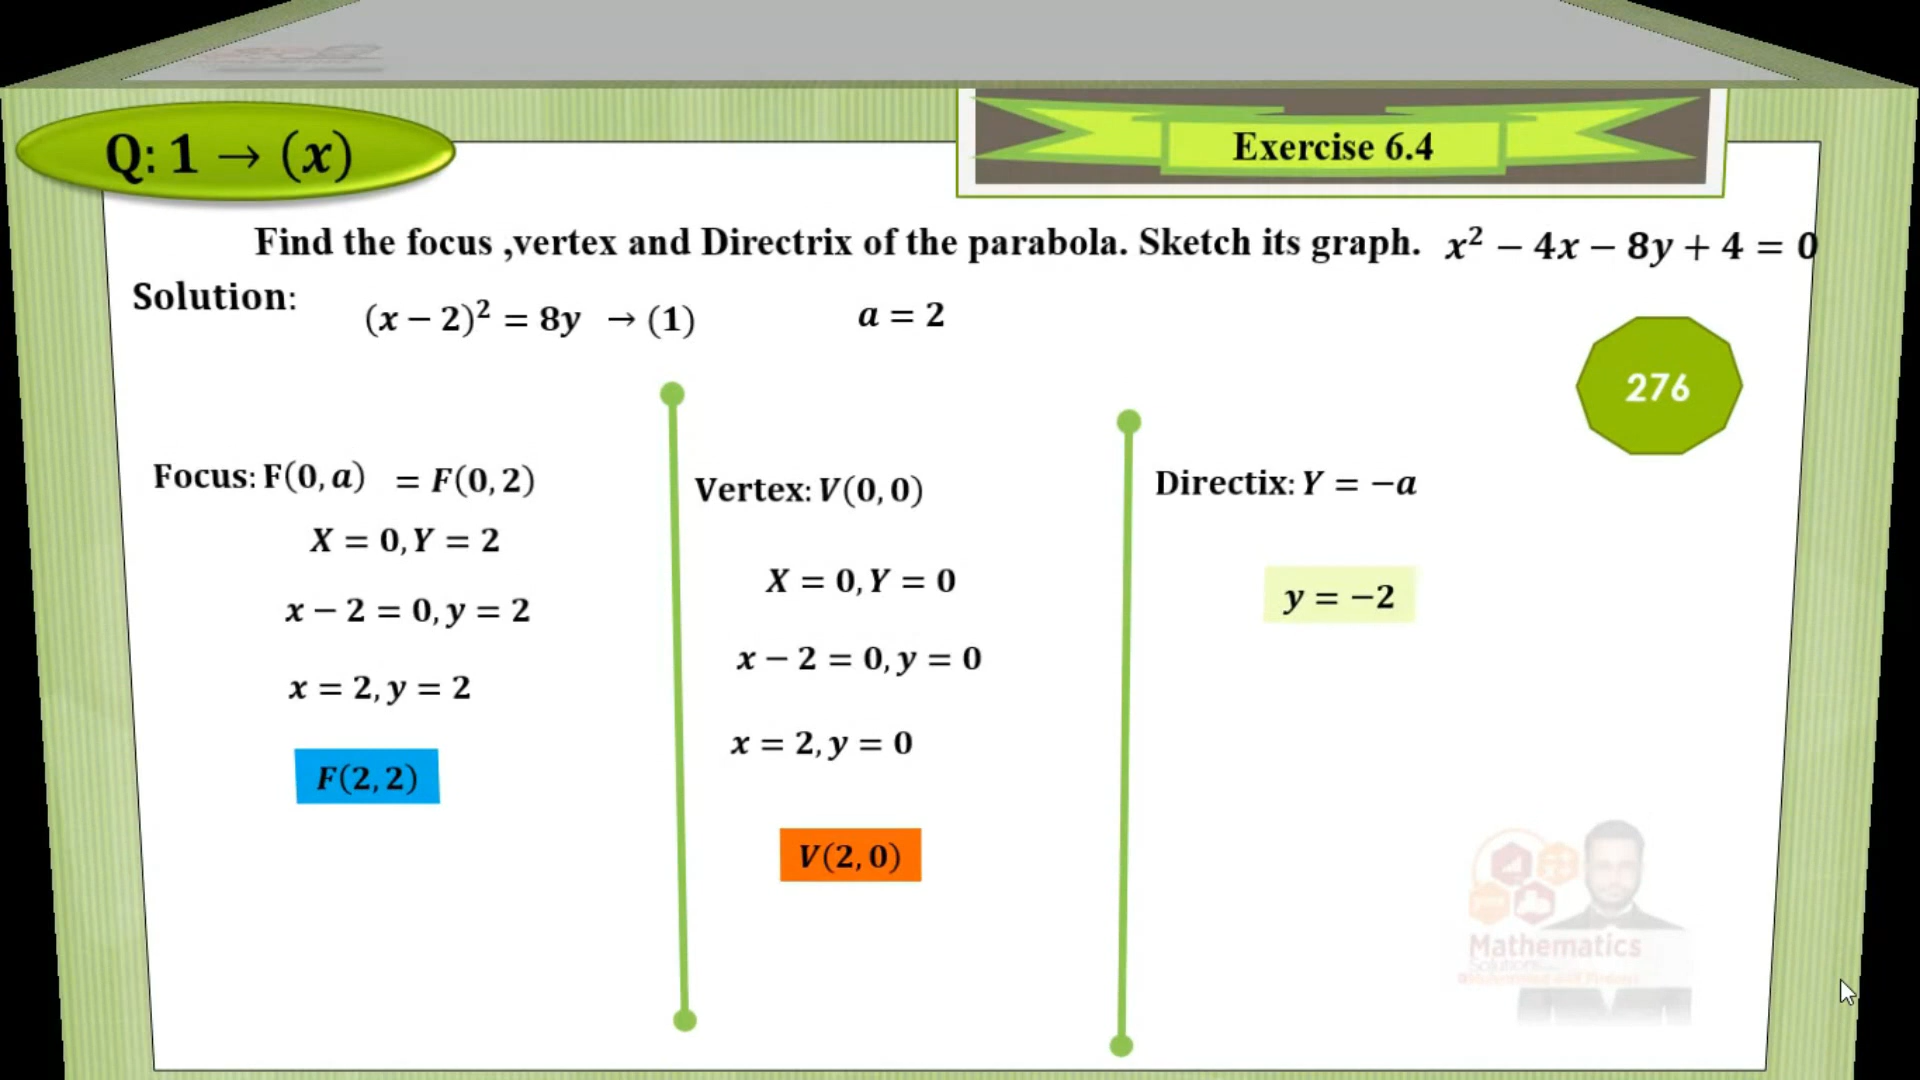 Q: 1 → (x)
Exercise 6.4
Find the focus ,vertex and Directrix of the parabola. Sketch its graph. x² − 4x − 8y + 4 = 0
Solution:
(x − 2)² = 8y → (1)
a = 2
276
Focus: F(0, a) = F(0, 2)
X = 0, Y = 2
x − 2 = 0, y = 2
x = 2, y = 2
F(2, 2)
Vertex: V(0, 0)
X = 0, Y = 0
x − 2 = 0, y = 0
x = 2, y = 0
V(2, 0)
Directix: Y = −a
y = −2
Mathematics
Solutions